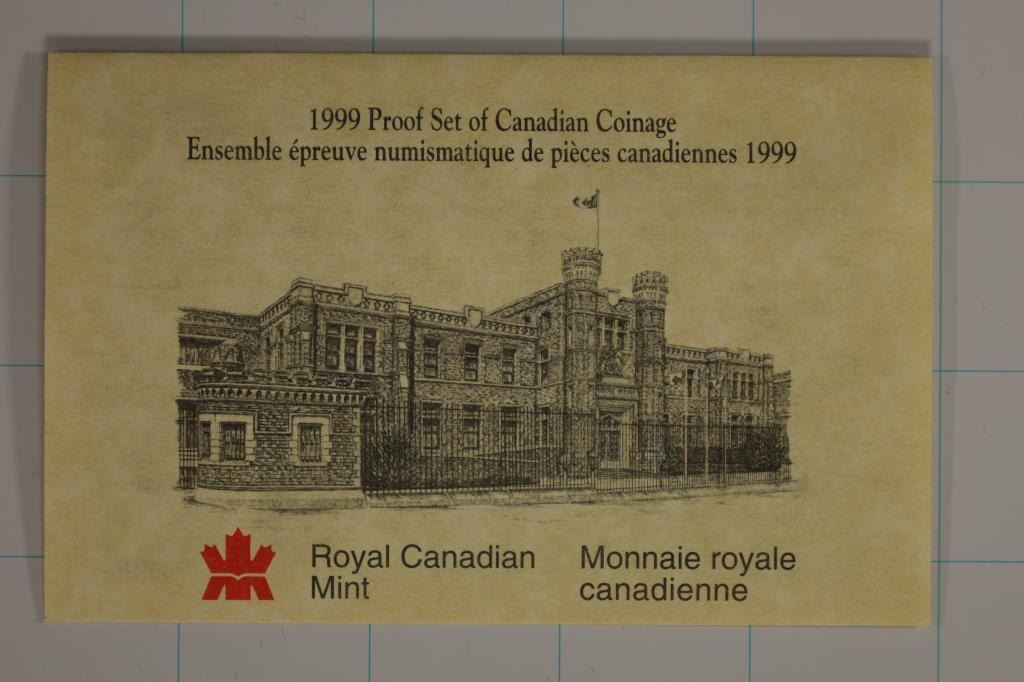 1999 Proof Set of Canadian Coinage
Ensemble épreuve numismatique de pièces canadiennes 1999
Royal Canadian Mint
Monnaie royale canadienne